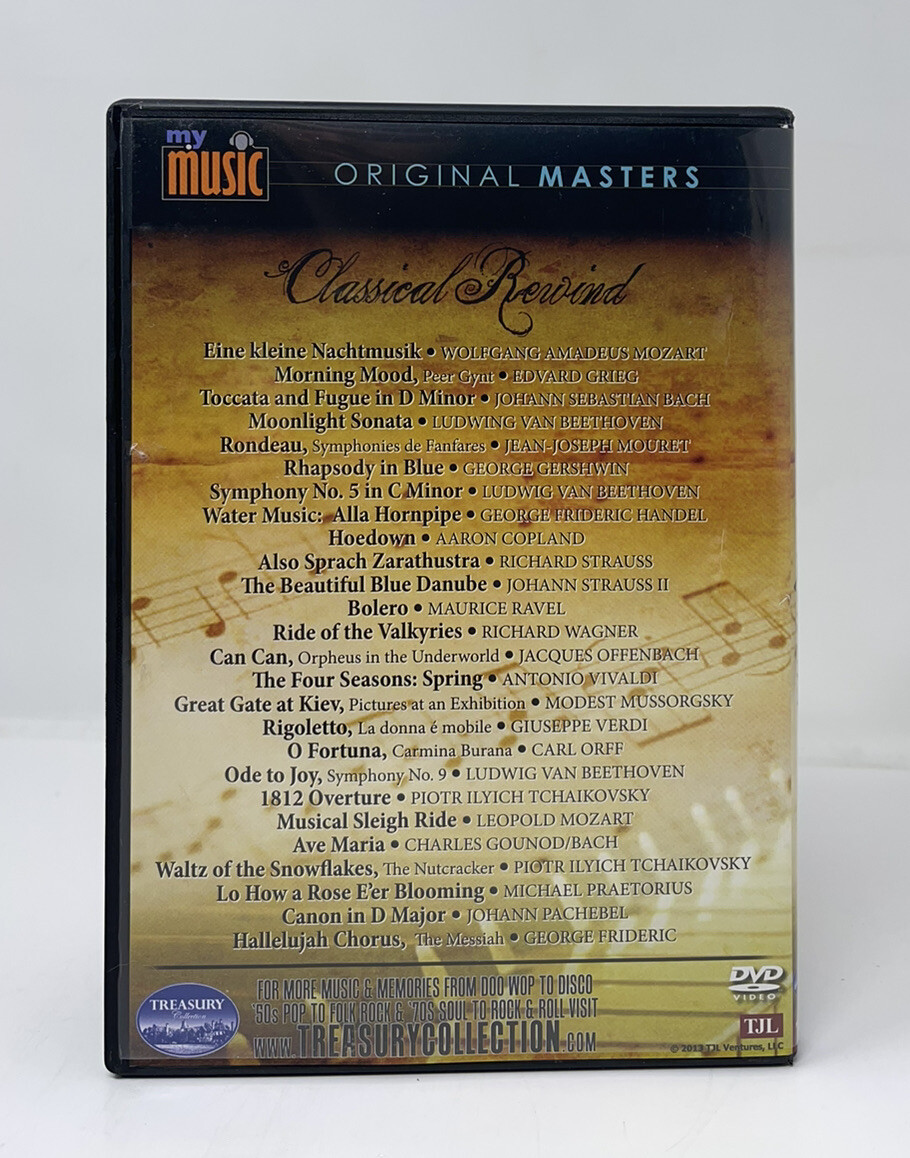 my
music
ORIGINAL MASTERS
Classical Rewind
Eine kleine Nachtmusik • WOLFGANG AMADEUS MOZART
Morning Mood, Peer Gynt • EDVARD GRIEG
Toccata and Fugue in D Minor • JOHANN SEBASTIAN BACH
Moonlight Sonata • LUDWING VAN BEETHOVEN
Rondeau, Symphonies de Fanfares • JEAN-JOSEPH MOURET
Rhapsody in Blue • GEORGE GERSHWIN
Symphony No. 5 in C Minor • LUDWIG VAN BEETHOVEN
Water Music: Alla Hornpipe • GEORGE FRIDERIC HANDEL
Hoedown • AARON COPLAND
Also Sprach Zarathustra • RICHARD STRAUSS
The Beautiful Blue Danube • JOHANN STRAUSS II
Bolero • MAURICE RAVEL
Ride of the Valkyries • RICHARD WAGNER
Can Can, Orpheus in the Underworld • JACQUES OFFENBACH
The Four Seasons: Spring • ANTONIO VIVALDI
Great Gate at Kiev, Pictures at an Exhibition • MODEST MUSSORGSKY
Rigoletto, La donna é mobile • GIUSEPPE VERDI
O Fortuna, Carmina Burana • CARL ORFF
Ode to Joy, Symphony No. 9 • LUDWIG VAN BEETHOVEN
1812 Overture • PIOTR ILYICH TCHAIKOVSKY
Musical Sleigh Ride • LEOPOLD MOZART
Ave Maria • CHARLES GOUNOD/BACH
Waltz of the Snowflakes, The Nutcracker • PIOTR ILYICH TCHAIKOVSKY
Lo How a Rose E'er Blooming • MICHAEL PRAETORIUS
Canon in D Major • JOHANN PACHEBEL
Hallelujah Chorus, The Messiah • GEORGE FRIDERIC
TREASURY
Collection
FOR MORE MUSIC & MEMORIES FROM DOO WOP TO DISCO
'50s POP TO FOLK ROCK & '70S SOUL TO ROCK & ROLL VISIT
WWW.TREASURYCOLLECTION.COM
DVD
VIDEO
TJL
© 2013 TJL Ventures, LLC